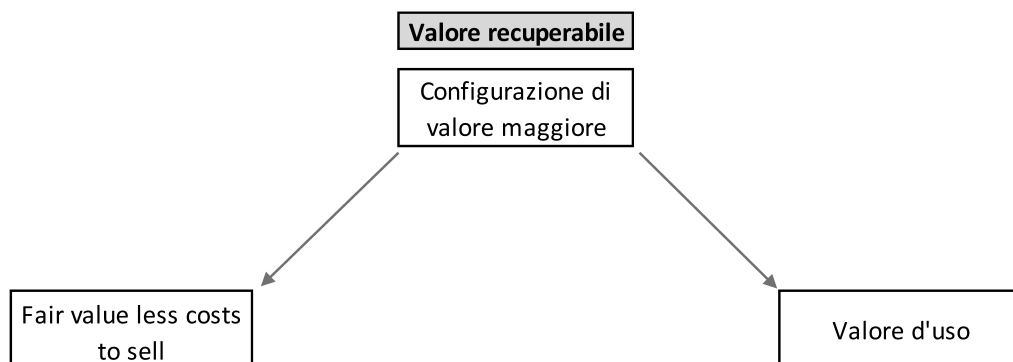 Valore recuperabile
Configurazione di
valore maggiore
Fair value less costs
to sell
Valore d'uso